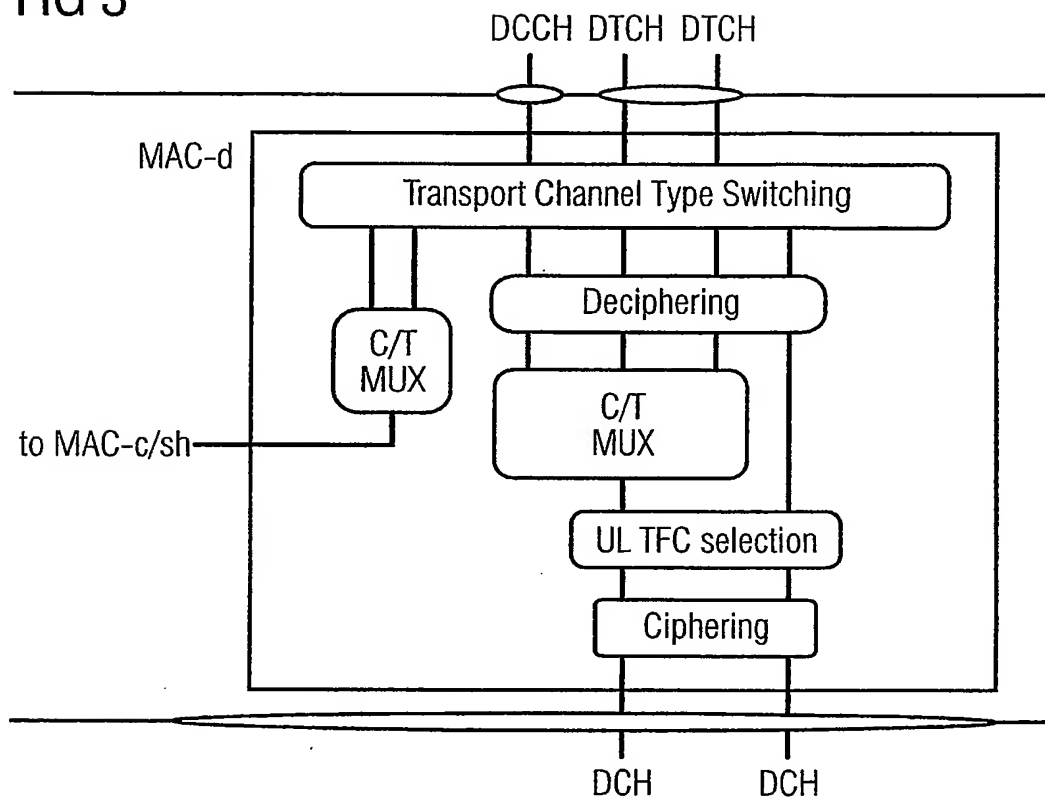 FIG 3
DCCH DTCH DTCH
MAC-d
Transport Channel Type Switching
Deciphering
C/T
MUX
C/T
MUX
to MAC-c/sh
UL TFC selection
Ciphering
DCH DCH